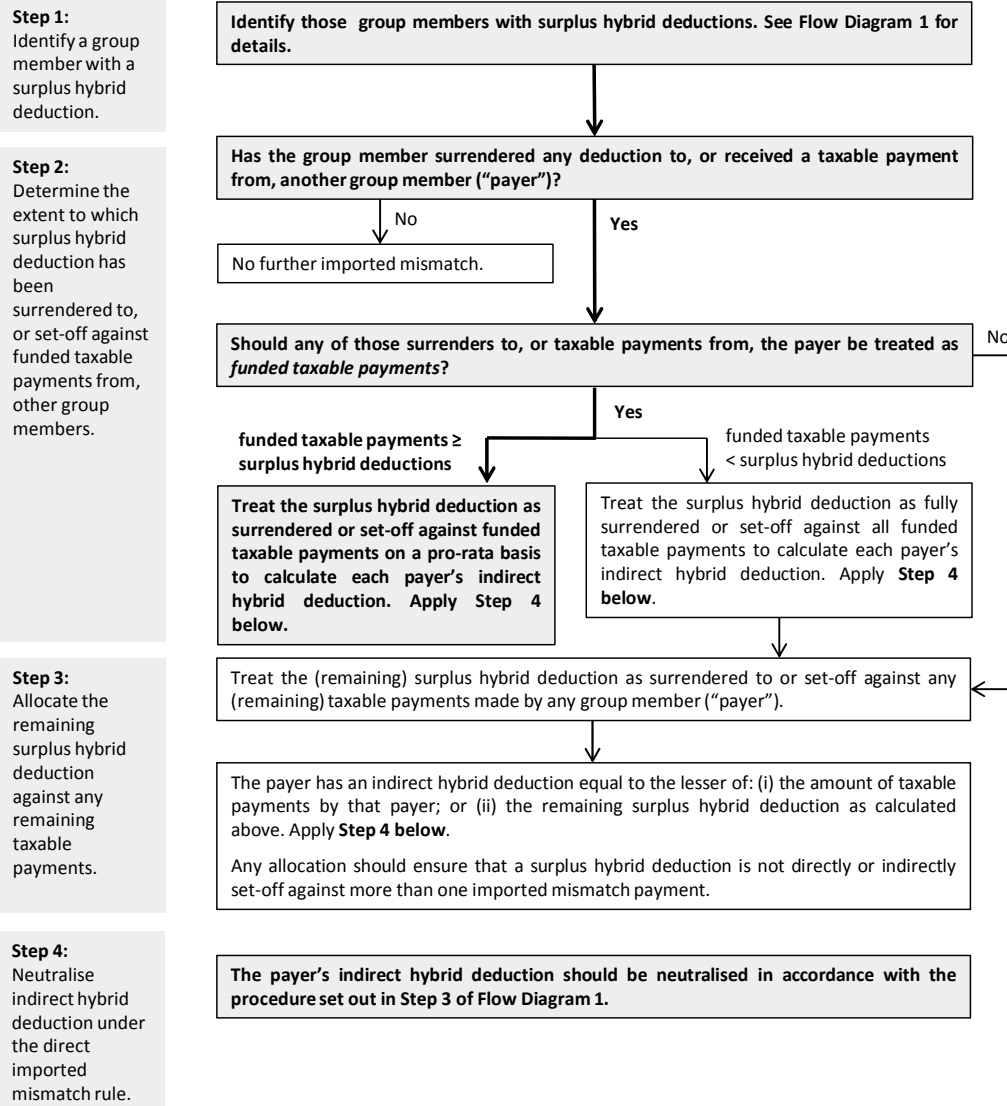 Step 1:
Identify a group
member with a
surplus hybrid
deduction.
Identify those group members with surplus hybrid deductions. See Flow Diagram 1 for
details.
Step 2:
Determine the
extent to which
surplus hybrid
deduction has
been
surrendered to,
or set-off against
funded taxable
payments from,
other group
members.
Has the group member surrendered any deduction to, or received a taxable payment
from, another group member (“payer”)?
No
Yes
No further imported mismatch.
Should any of those surrenders to, or taxable payments from, the payer be treated as
funded taxable payments?
No
Yes
funded taxable payments ≥
surplus hybrid deductions
funded taxable payments
< surplus hybrid deductions
Treat the surplus hybrid deduction as
surrendered or set-off against funded
taxable payments on a pro-rata basis
to calculate each payer’s indirect
hybrid deduction. Apply Step 4
below.
Treat the surplus hybrid deduction as fully
surrendered or set-off against all funded
taxable payments to calculate each payer’s
indirect hybrid deduction. Apply Step 4
below.
Step 3:
Allocate the
remaining
surplus hybrid
deduction
against any
remaining
taxable
payments.
Treat the (remaining) surplus hybrid deduction as surrendered to or set-off against any
(remaining) taxable payments made by any group member (“payer”).
The payer has an indirect hybrid deduction equal to the lesser of: (i) the amount of taxable
payments by that payer; or (ii) the remaining surplus hybrid deduction as calculated
above. Apply Step 4 below.
Any allocation should ensure that a surplus hybrid deduction is not directly or indirectly
set-off against more than one imported mismatch payment.
Step 4:
Neutralise
indirect hybrid
deduction under
the direct
imported
mismatch rule.
The payer’s indirect hybrid deduction should be neutralised in accordance with the
procedure set out in Step 3 of Flow Diagram 1.